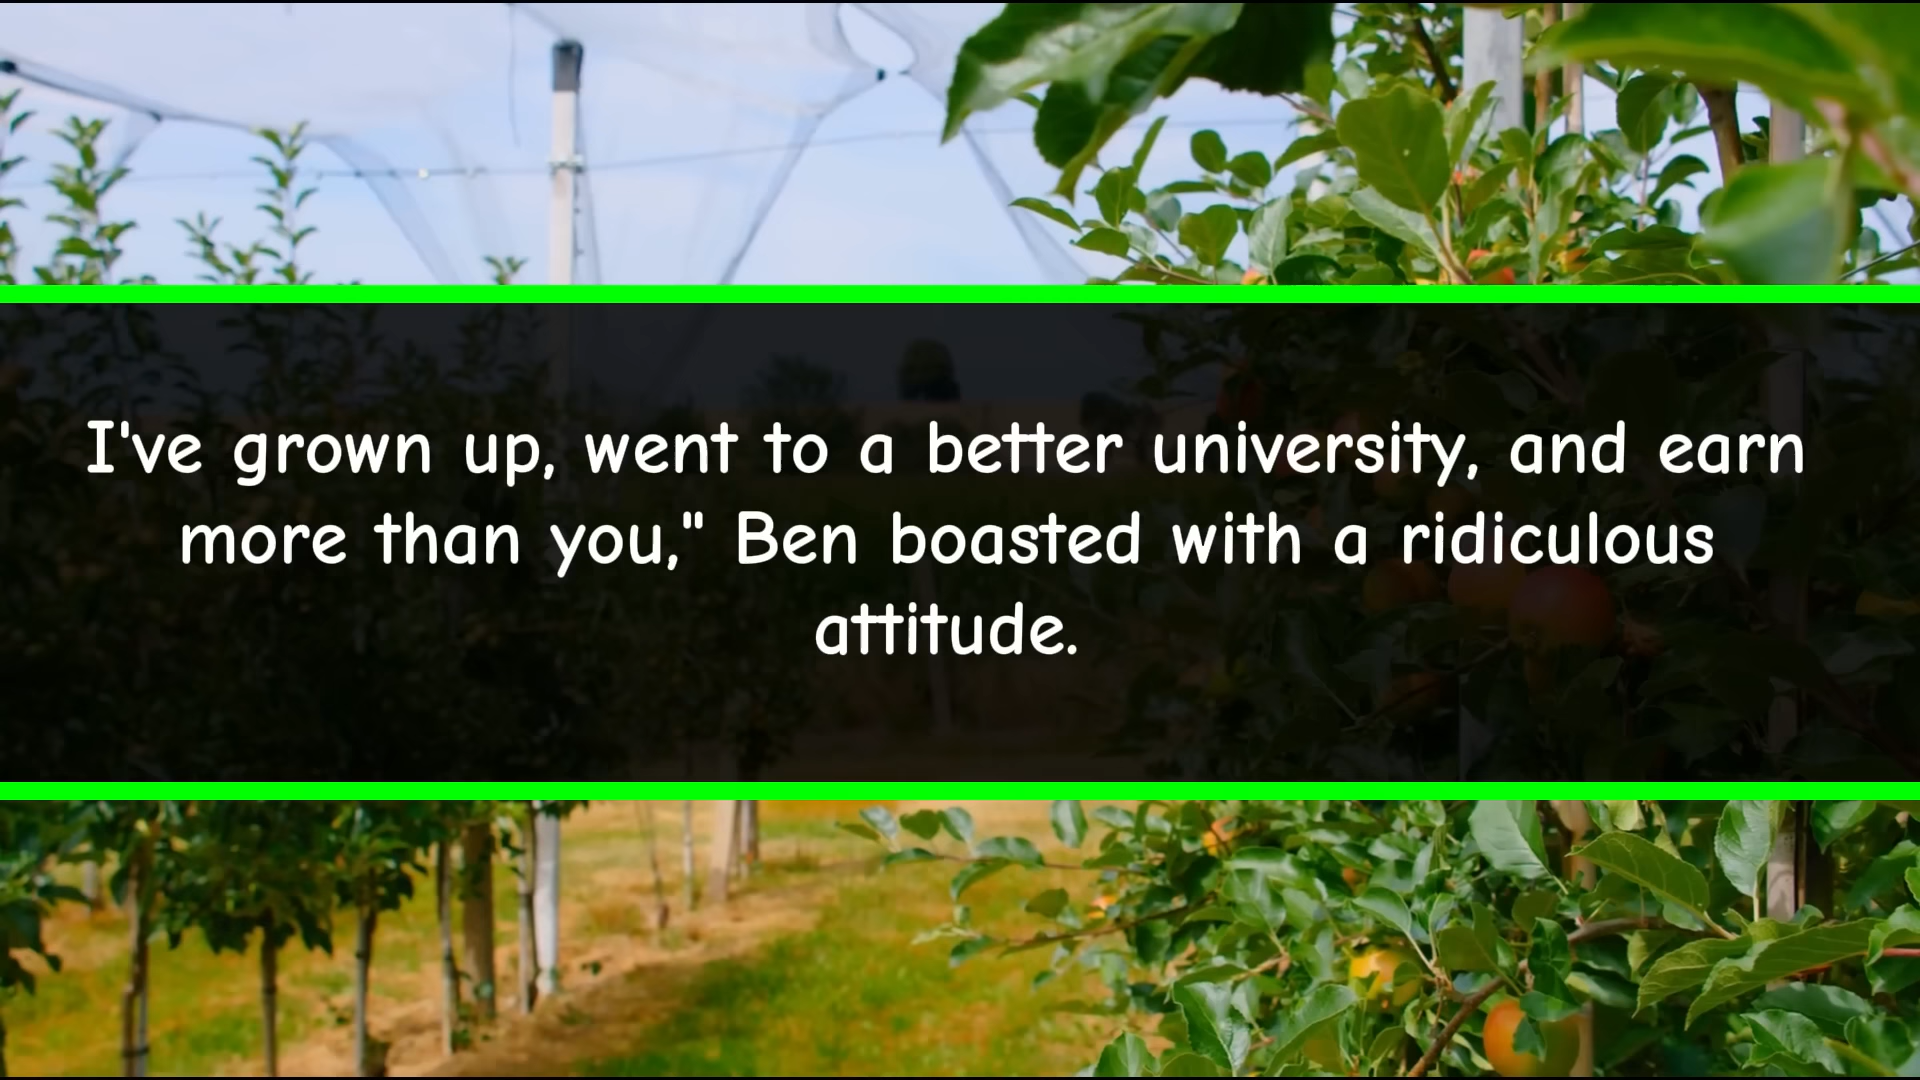 I've grown up, went to a better university, and earn
more than you," Ben boasted with a ridiculous
attitude.